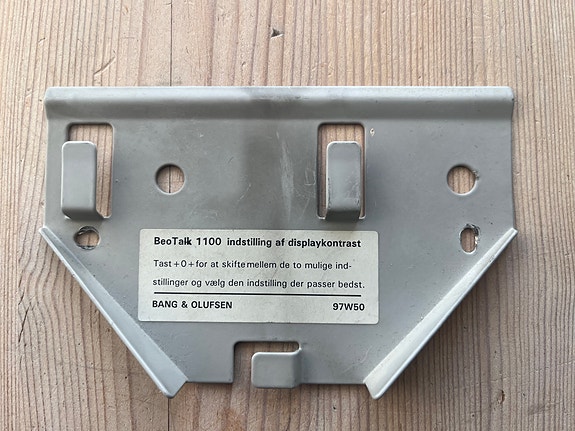 BeoTalk 1100 indstilling af displaykontrast
Tast+0+for at skifte mellem de to mulige ind-
stillinger og vælg den indstilling der passer bedst.
BANG & OLUFSEN 97W50